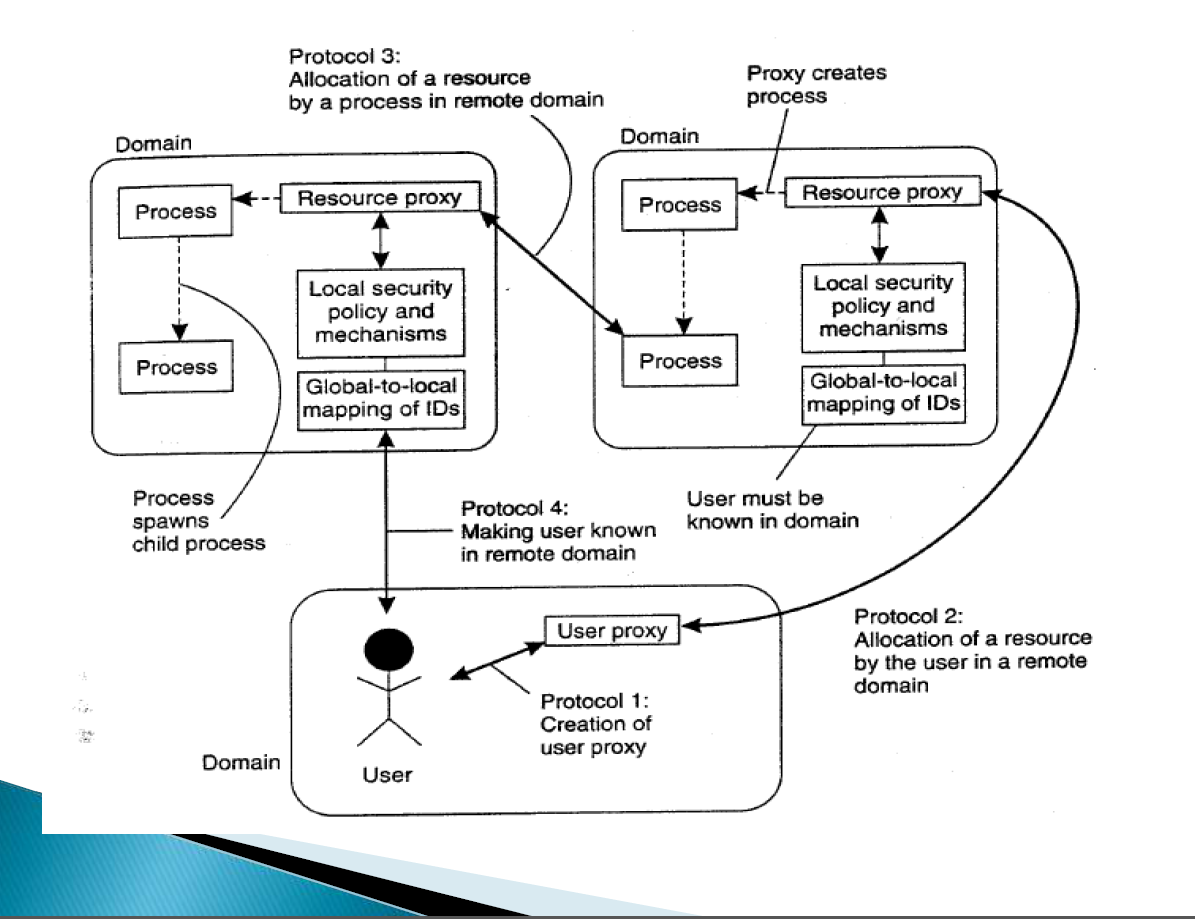 Protocol 3:
Allocation of a resource
by a process in remote domain
Proxy creates
process
Domain
Process
Resource proxy
Local security
policy and
mechanisms
Process
Global-to-local
mapping of IDs
Domain
Process
Resource proxy
Local security
policy and
mechanisms
Process
Global-to-local
mapping of IDs
Process
spawns
child process
Protocol 4:
Making user known
in remote domain
User must be
known in domain
User proxy
Protocol 1:
Creation of
user proxy
Domain
User
Protocol 2:
Allocation of a resource
by the user in a remote
domain